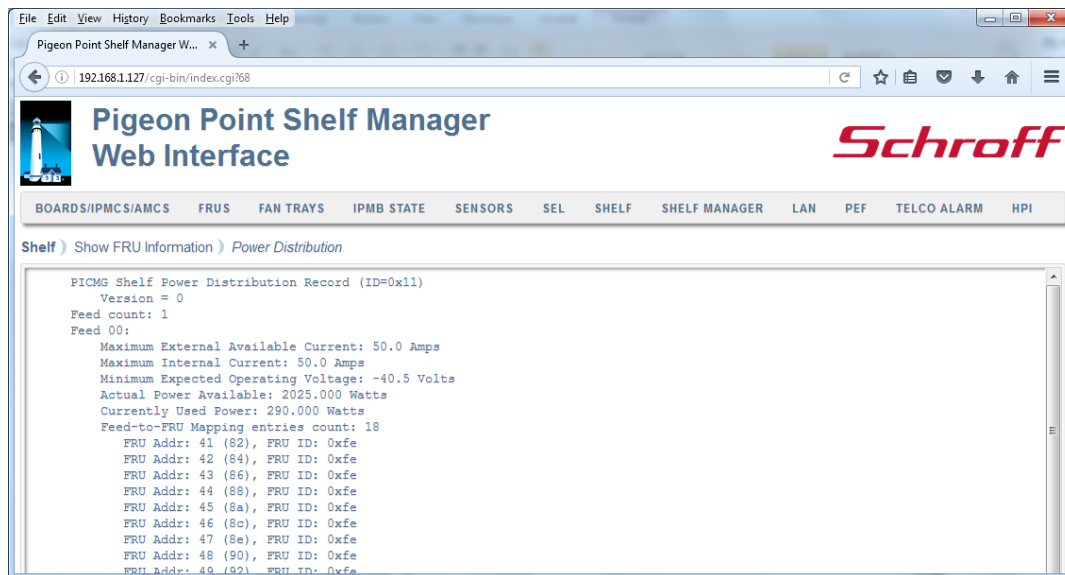 File Edit View History Bookmarks Tools Help
Pigeon Point Shelf Manager W... × +
192.168.1.127/cgi-bin/index.cgi?68
Pigeon Point Shelf Manager
Web Interface
Schroff
BOARDS/IPMCS/AMCS FRUS FAN TRAYS IPMB STATE SENSORS SEL SHELF SHELF MANAGER LAN PEF TELCO ALARM HPI
Shelf ) Show FRU Information ) Power Distribution
PICMG Shelf Power Distribution Record (ID=0x11)
Version = 0
Feed count: 1
Feed 00:
Maximum External Available Current: 50.0 Amps
Maximum Internal Current: 50.0 Amps
Minimum Expected Operating Voltage: -40.5 Volts
Actual Power Available: 2025.000 Watts
Currently Used Power: 290.000 Watts
Feed-to-FRU Mapping entries count: 18
FRU Addr: 41 (82), FRU ID: 0xfe
FRU Addr: 42 (84), FRU ID: 0xfe
FRU Addr: 43 (86), FRU ID: 0xfe
FRU Addr: 44 (88), FRU ID: 0xfe
FRU Addr: 45 (8a), FRU ID: 0xfe
FRU Addr: 46 (8c), FRU ID: 0xfe
FRU Addr: 47 (8e), FRU ID: 0xfe
FRU Addr: 48 (90), FRU ID: 0xfe
FRU Addr: 49 (92), FRU ID: 0xfe